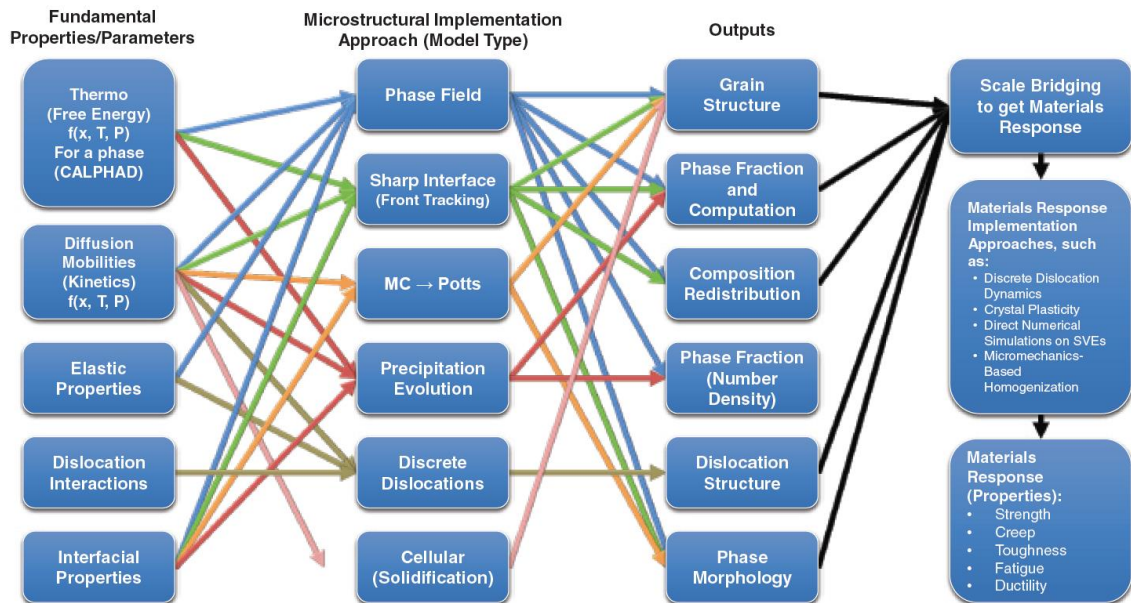 Fundamental
Properties/Parameters
Thermo
(Free Energy)
f(x, T, P)
For a phase
(CALPHAD)
Diffusion
Mobilities
(Kinetics)
f(x, T, P)
Elastic
Properties
Dislocation
Interactions
Interfacial
Properties
Microstructural Implementation
Approach (Model Type)
Phase Field
Sharp Interface
(Front Tracking)
MC → Potts
Precipitation
Evolution
Discrete
Dislocations
Cellular
(Solidification)
Outputs
Grain
Structure
Phase Fraction
and
Computation
Composition
Redistribution
Phase Fraction
(Number
Density)
Dislocation
Structure
Phase
Morphology
Scale Bridging
to get Materials
Response
Materials Response
Implementation
Approaches, such
as:
• Discrete Dislocation
Dynamics
• Crystal Plasticity
• Direct Numerical
Simulations on SVEs
• Micromechanics-
Based
Homogenization
Materials
Response
(Properties):
• Strength
• Creep
• Toughness
• Fatigue
• Ductility